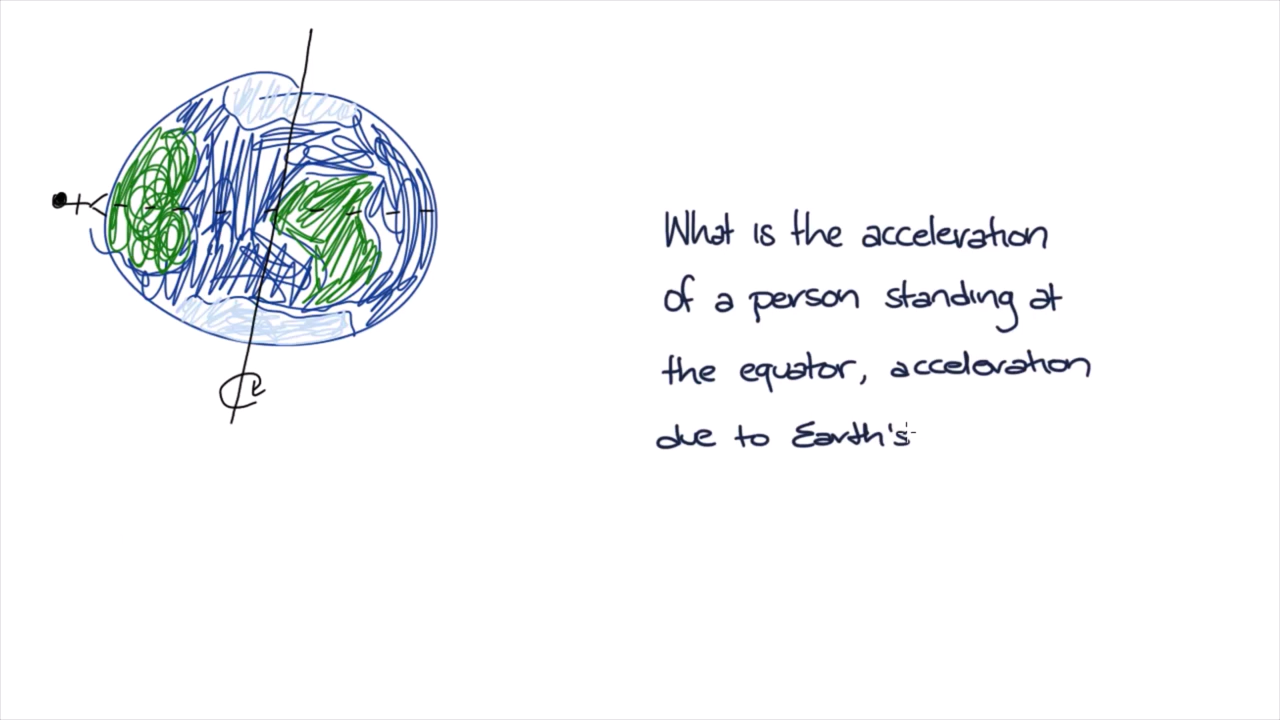 What is the acceleration
of a person standing at
the equator, acceleration
due to Earth's